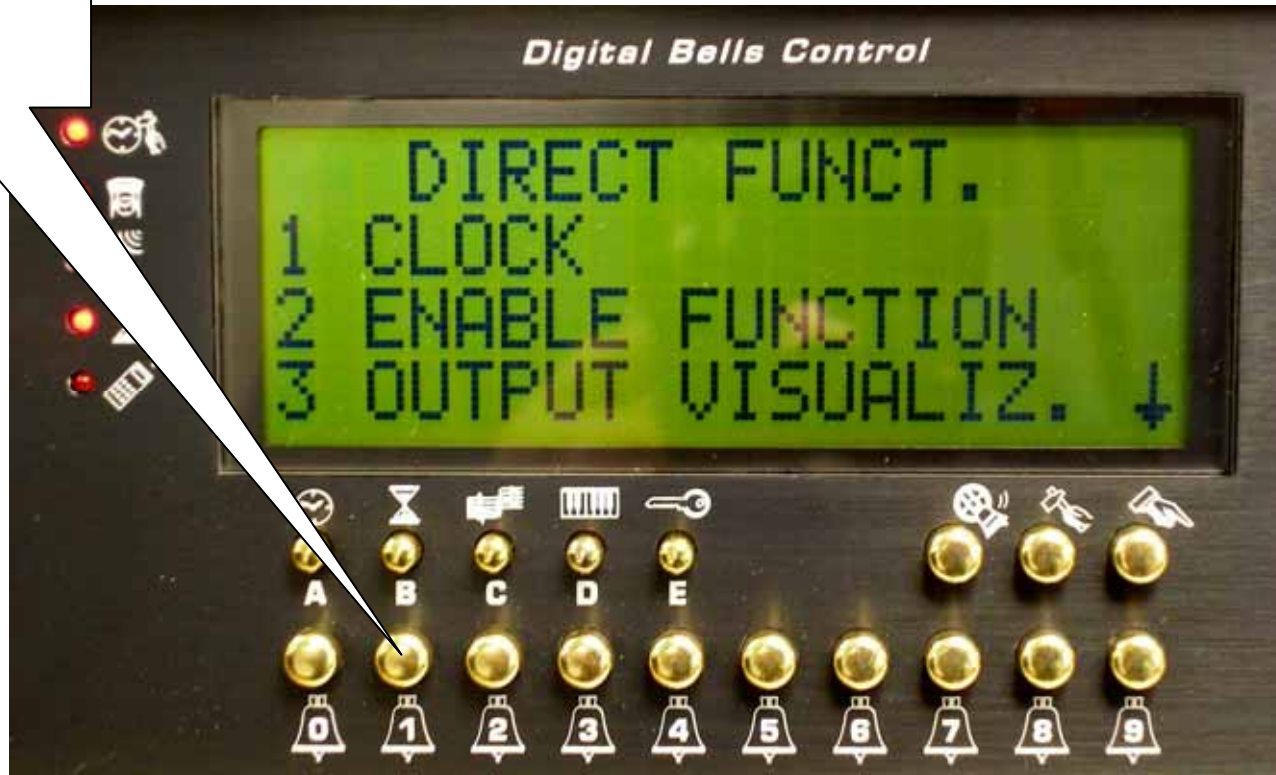 Digital Bells Control
DIRECT FUNCT.
1 CLOCK
2 ENABLE FUNCTION
3 OUTPUT VISUALIZ.
A B C D E
0 1 2 3 4 5 6 7 8 9